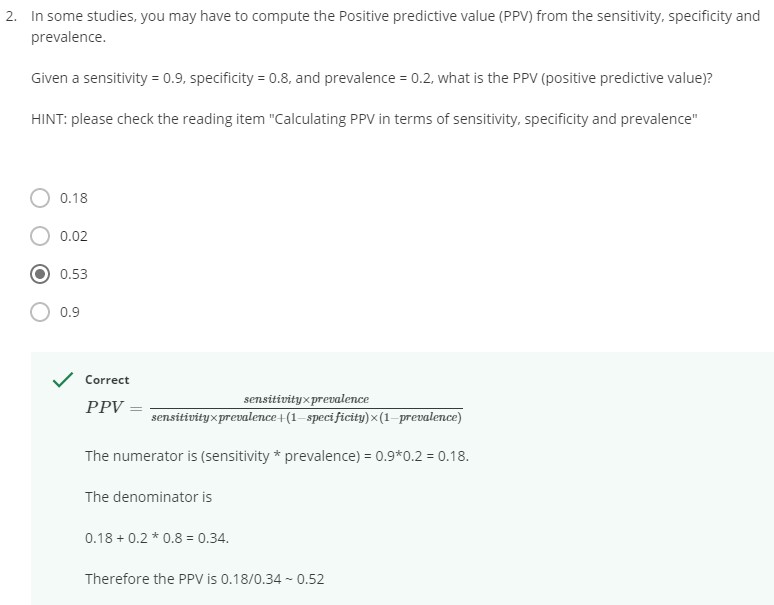 2. In some studies, you may have to compute the Positive predictive value (PPV) from the sensitivity, specificity and
prevalence.
Given a sensitivity = 0.9, specificity = 0.8, and prevalence = 0.2, what is the PPV (positive predictive value)?
HINT: please check the reading item "Calculating PPV in terms of sensitivity, specificity and prevalence"
0.18
0.02
0.53
0.9
Correct
PPV = sensitivity×prevalence / sensitivity×prevalence+(1−specificity)×(1−prevalence)
The numerator is (sensitivity * prevalence) = 0.9*0.2 = 0.18.
The denominator is
0.18 + 0.2 * 0.8 = 0.34.
Therefore the PPV is 0.18/0.34 ~ 0.52